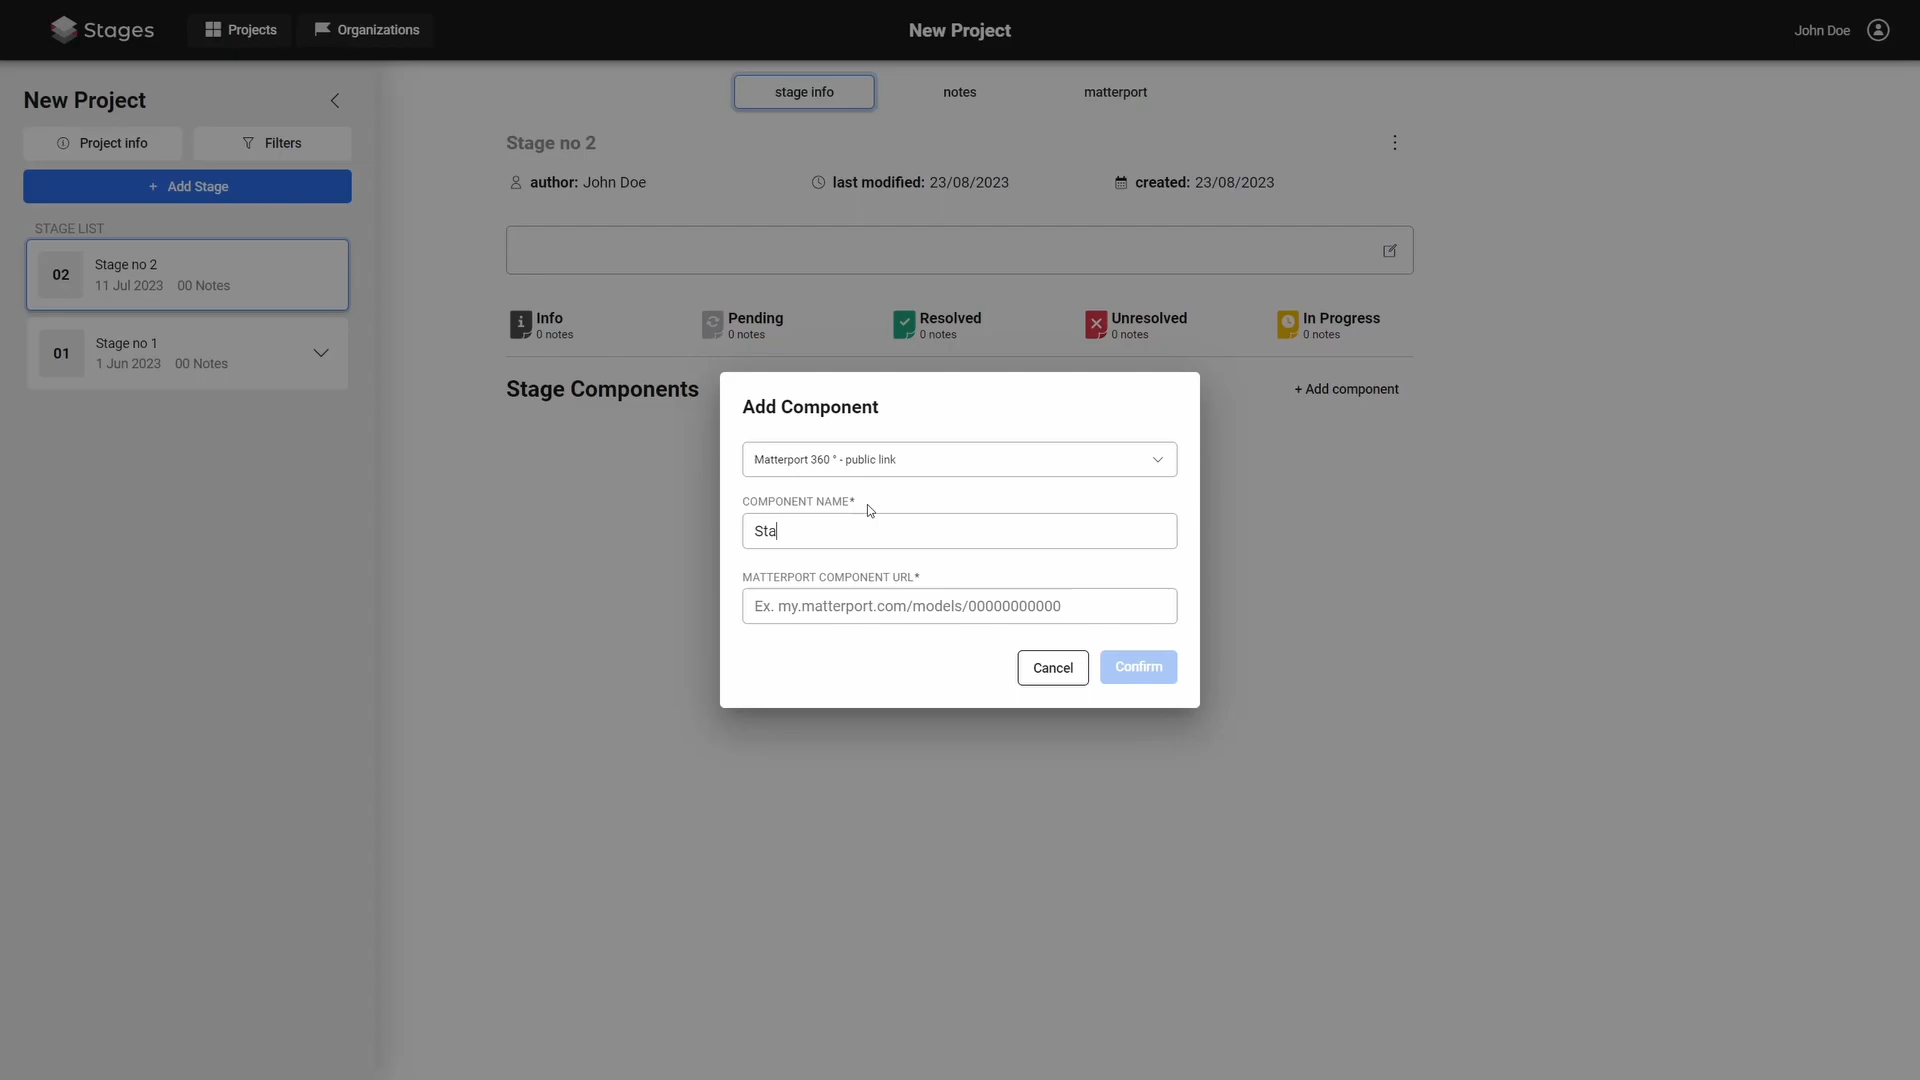 Stages
Projects
Organizations
New Project
John Doe
New Project
Project info
Filters
+ Add Stage
STAGE LIST
02
Stage no 2
11 Jul 2023 00 Notes
01
Stage no 1
1 Jun 2023 00 Notes
stage info
notes
matterport
Stage no 2
author: John Doe
last modified: 23/08/2023
created: 23/08/2023
Info
0 notes
Pending
0 notes
Resolved
0 notes
Unresolved
0 notes
In Progress
0 notes
Stage Components
+ Add component
Add Component
Matterport 360 ° - public link
COMPONENT NAME*
Sta
MATTERPORT COMPONENT URL*
Ex. my.matterport.com/models/00000000000
Cancel
Confirm